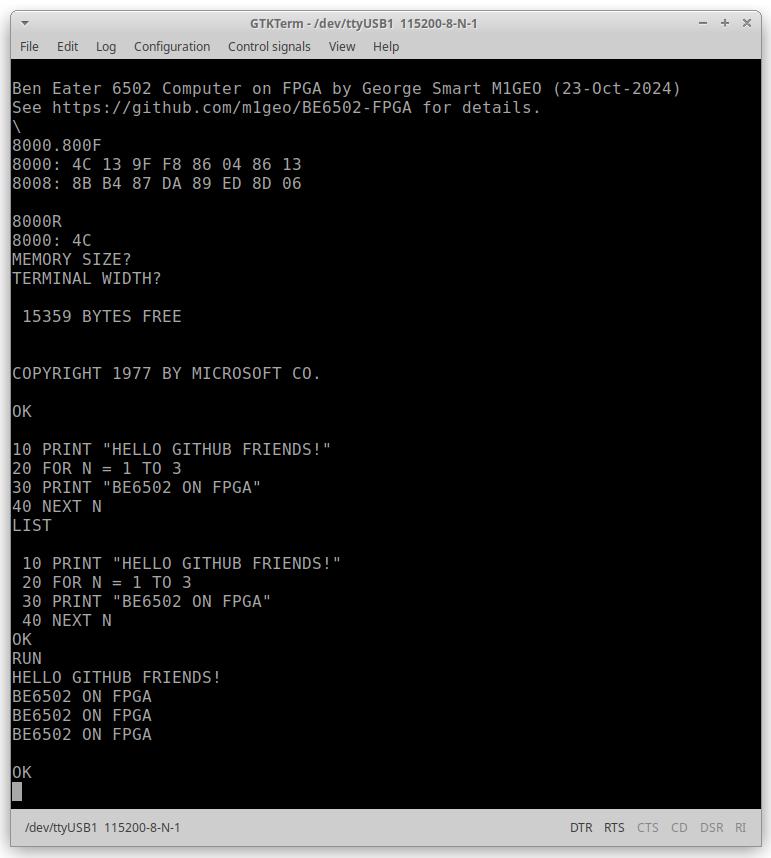 GTKTerm - /dev/ttyUSB1 115200-8-N-1
File Edit Log Configuration Control signals View Help
Ben Eater 6502 Computer on FPGA by George Smart M1GEO (23-Oct-2024)
See https://github.com/m1geo/BE6502-FPGA for details.
\
8000.800F
8000: 4C 13 9F F8 86 04 86 13
8008: 8B B4 87 DA 89 ED 8D 06
8000R
8000: 4C
MEMORY SIZE?
TERMINAL WIDTH?
 15359 BYTES FREE
COPYRIGHT 1977 BY MICROSOFT CO.
OK
10 PRINT "HELLO GITHUB FRIENDS!"
20 FOR N = 1 TO 3
30 PRINT "BE6502 ON FPGA"
40 NEXT N
LIST
 10 PRINT "HELLO GITHUB FRIENDS!"
 20 FOR N = 1 TO 3
 30 PRINT "BE6502 ON FPGA"
 40 NEXT N
OK
RUN
HELLO GITHUB FRIENDS!
BE6502 ON FPGA
BE6502 ON FPGA
BE6502 ON FPGA
OK
/dev/ttyUSB1 115200-8-N-1 DTR RTS CTS CD DSR RI